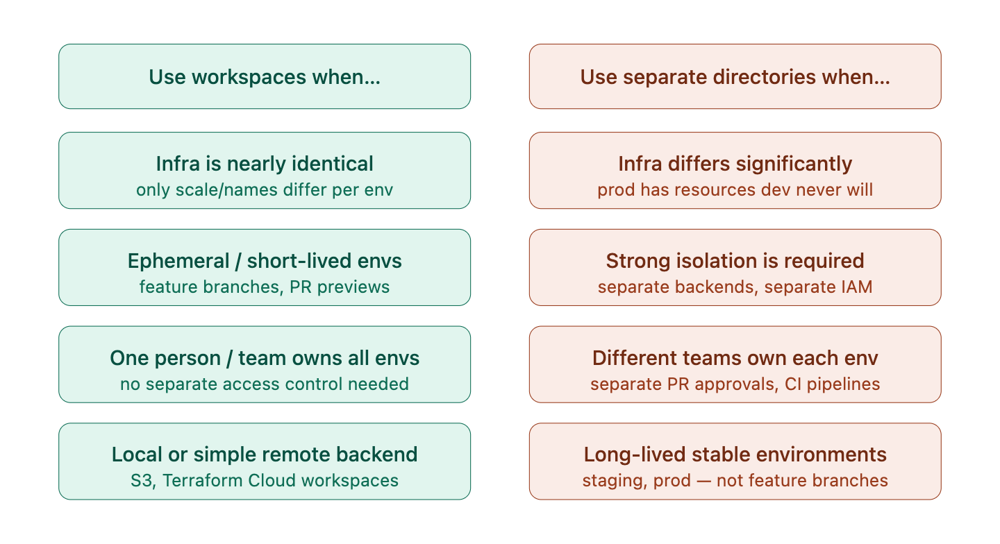 Use workspaces when...
Infra is nearly identical
only scale/names differ per env
Ephemeral / short-lived envs
feature branches, PR previews
One person / team owns all envs
no separate access control needed
Local or simple remote backend
S3, Terraform Cloud workspaces
Use separate directories when...
Infra differs significantly
prod has resources dev never will
Strong isolation is required
separate backends, separate IAM
Different teams own each env
separate PR approvals, CI pipelines
Long-lived stable environments
staging, prod — not feature branches